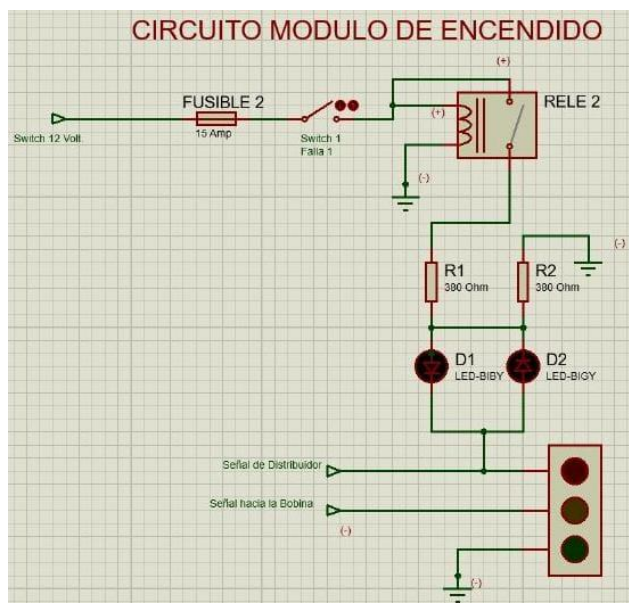 CIRCUITO MODULO DE ENCENDIDO
(+)
FUSIBLE 2
RELE 2
(+)
15 Amp
Switch 12 Volt.
Switch 1
Falla 1
(-)
(-)
R1
380 Ohm
R2
380 Ohm
D1
LED-BIBY
D2
LED-BIGY
Señal de Distribuidor
Señal hacia la Bobina
(-)
(-)